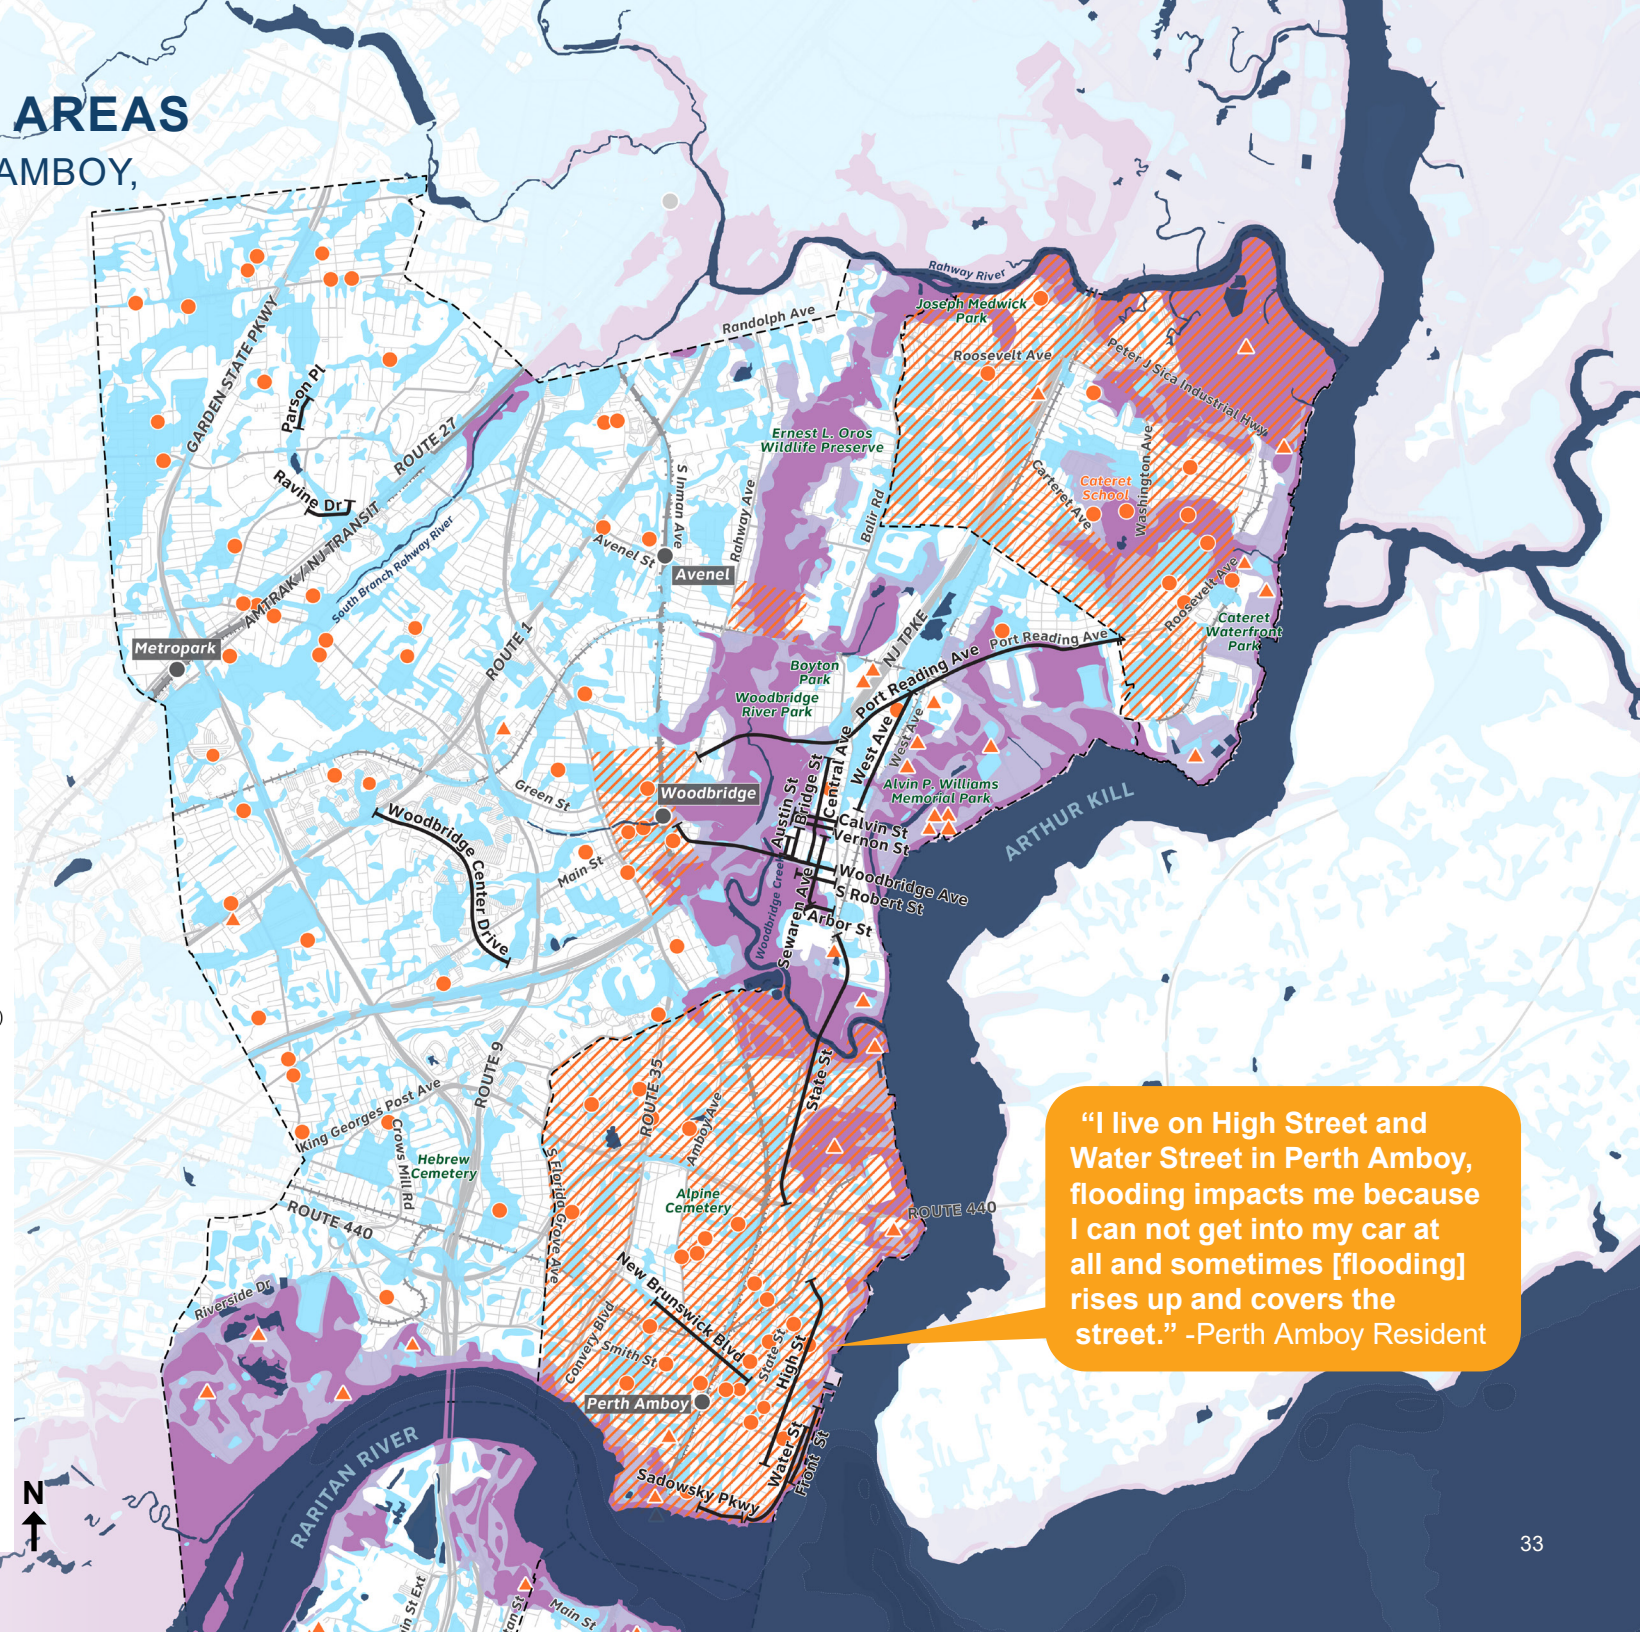 AREAS
AMBOY,
)
Rahway River
Joseph Medwick
Park
Randolph Ave
Roosevelt Ave
Peter J Sica Industrial Hwy
GARDEN STATE PKWY
Parson Pl
ROUTE 27
Ernest L. Oros
Wildlife Preserve
S Inman Ave
Rahway Ave
Blair Rd
Washington Ave
Carteret Ave
Cateret
School
Ravine Dr
AMTRAK / NJ TRANSIT
South Branch Rahway River
Avenel St
Avenel
Metropark
ROUTE 1
NJ TPKE
Port Reading Ave
Port Reading Ave
Roosevelt Ave
Cateret
Waterfront
Park
Boyton
Park
Woodbridge
River Park
West Ave
West Ave
Central Ave
Bridge St
Austin St
Alvin P. Williams
Memorial Park
Green St
Woodbridge
Calvin St
Vernon St
ARTHUR KILL
Woodbridge Center Drive
Main St
Woodbridge Ave
S Robert St
Arbor St
Sewaren Ave
Woodbridge Creek
State St
ROUTE 9
ROUTE 35
Amboy Ave
King Georges Post Ave
Crows Mill Rd
Hebrew
Cemetery
Alpine
Cemetery
S Florida Grove Ave
ROUTE 440
ROUTE 440
Riverside Dr
New Brunswick Blvd
Convery Blvd
Smith St
State St
High St
Perth Amboy
Water St
Front St
Sadowsky Pkwy
RARITAN RIVER
Main St
in St Ext
tan St
N
“I live on High Street and
Water Street in Perth Amboy,
flooding impacts me because
I can not get into my car at
all and sometimes [flooding]
rises up and covers the
street.” -Perth Amboy Resident
33